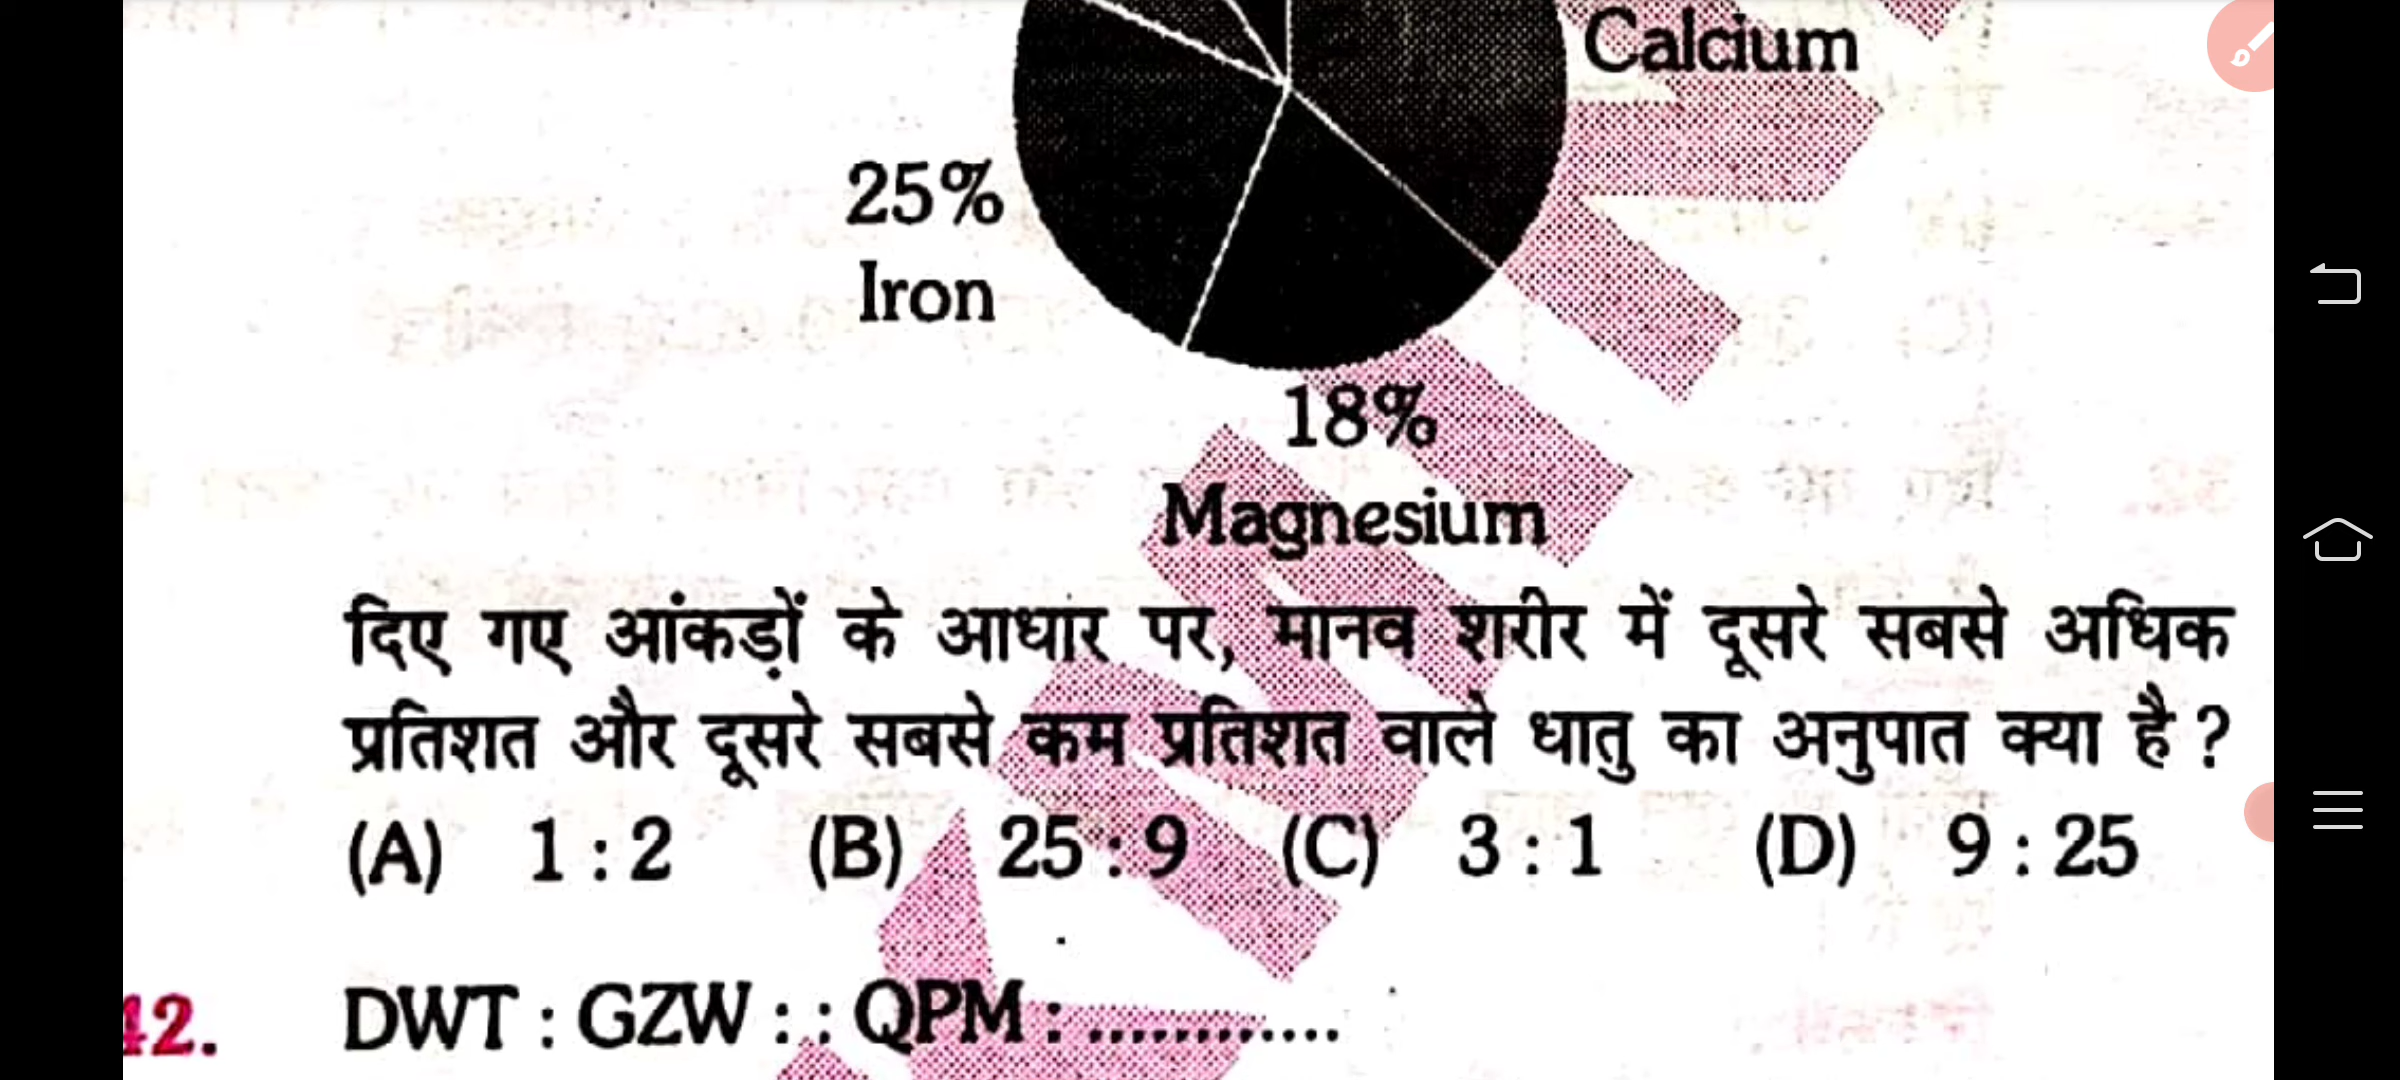 Calcium
25%
Iron
18%
Magnesium
दिए गए आंकड़ों के आधार पर, मानव शरीर में दूसरे सबसे अधिक
प्रतिशत और दूसरे सबसे कम प्रतिशत वाले धातु का अनुपात क्या है ?
(A) 1 : 2 (B) 25 : 9 (C) 3 : 1 (D) 9 : 25
42. DWT : GZW : : QPM : ............